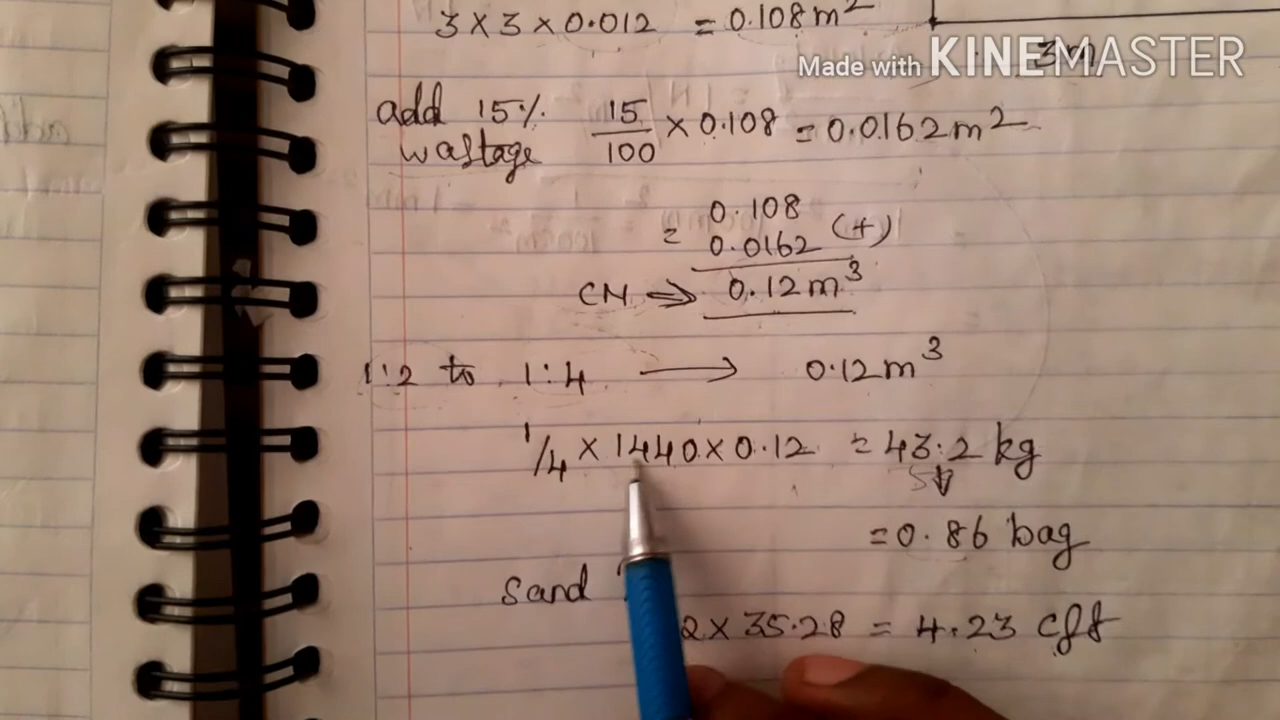 3 × 3 × 0.012 = 0.108 m²
3m
Made with KINEMASTER
add 15% wastage 15/100 × 0.108 = 0.0162 m²
= 0.108
0.0162 (+)
CM ⇒ 0.12 m³
1:2 to 1:4 → 0.12 m³
1/4 × 1440 × 0.12 = 43.2 kg
= 0.86 bag
Sand
2 × 35.28 = 4.23 cft